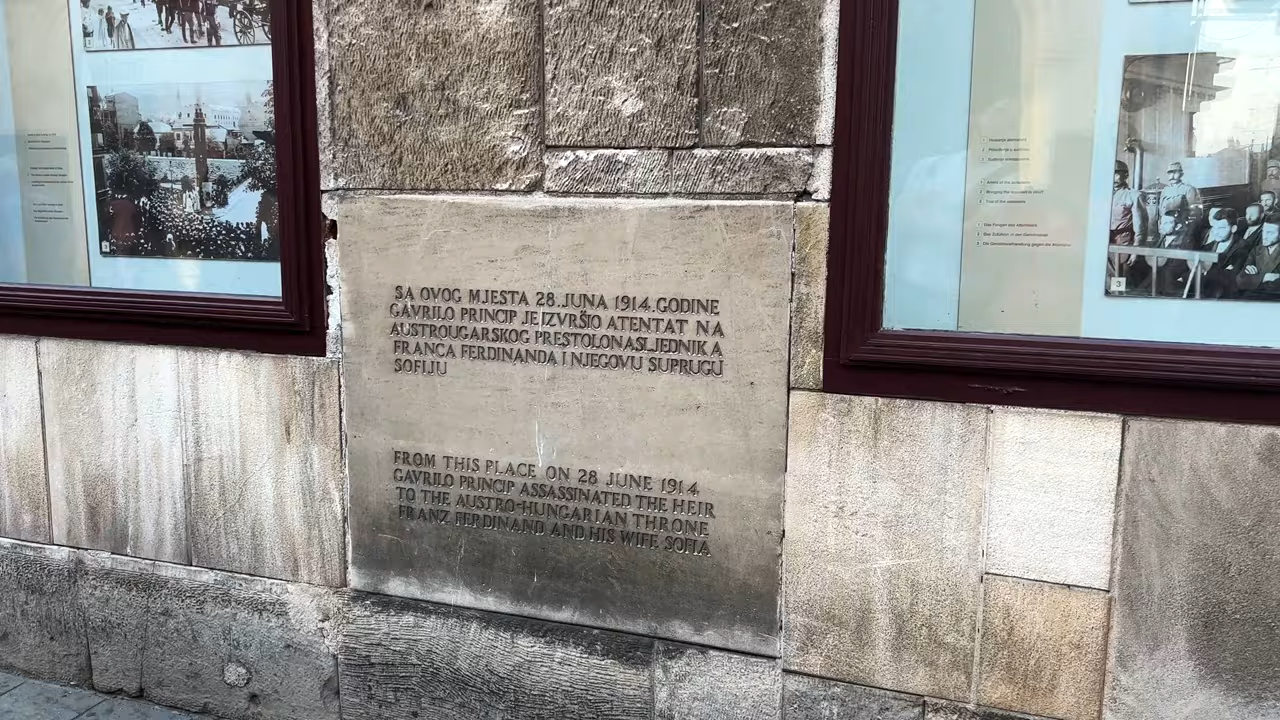 SA OVOG MJESTA 28. JUNA 1914. GODINE
GAVRILO PRINCIP JE IZVRŠIO ATENTAT NA
AUSTROUGARSKOG PRESTOLONASLJEDNIKA
FRANCA FERDINANDA I NJEGOVU SUPRUGU
SOFIJU
FROM THIS PLACE ON 28 JUNE 1914
GAVRILO PRINCIP ASSASSINATED THE HEIR
TO THE AUSTRO-HUNGARIAN THRONE
FRANZ FERDINAND AND HIS WIFE SOFIA
3